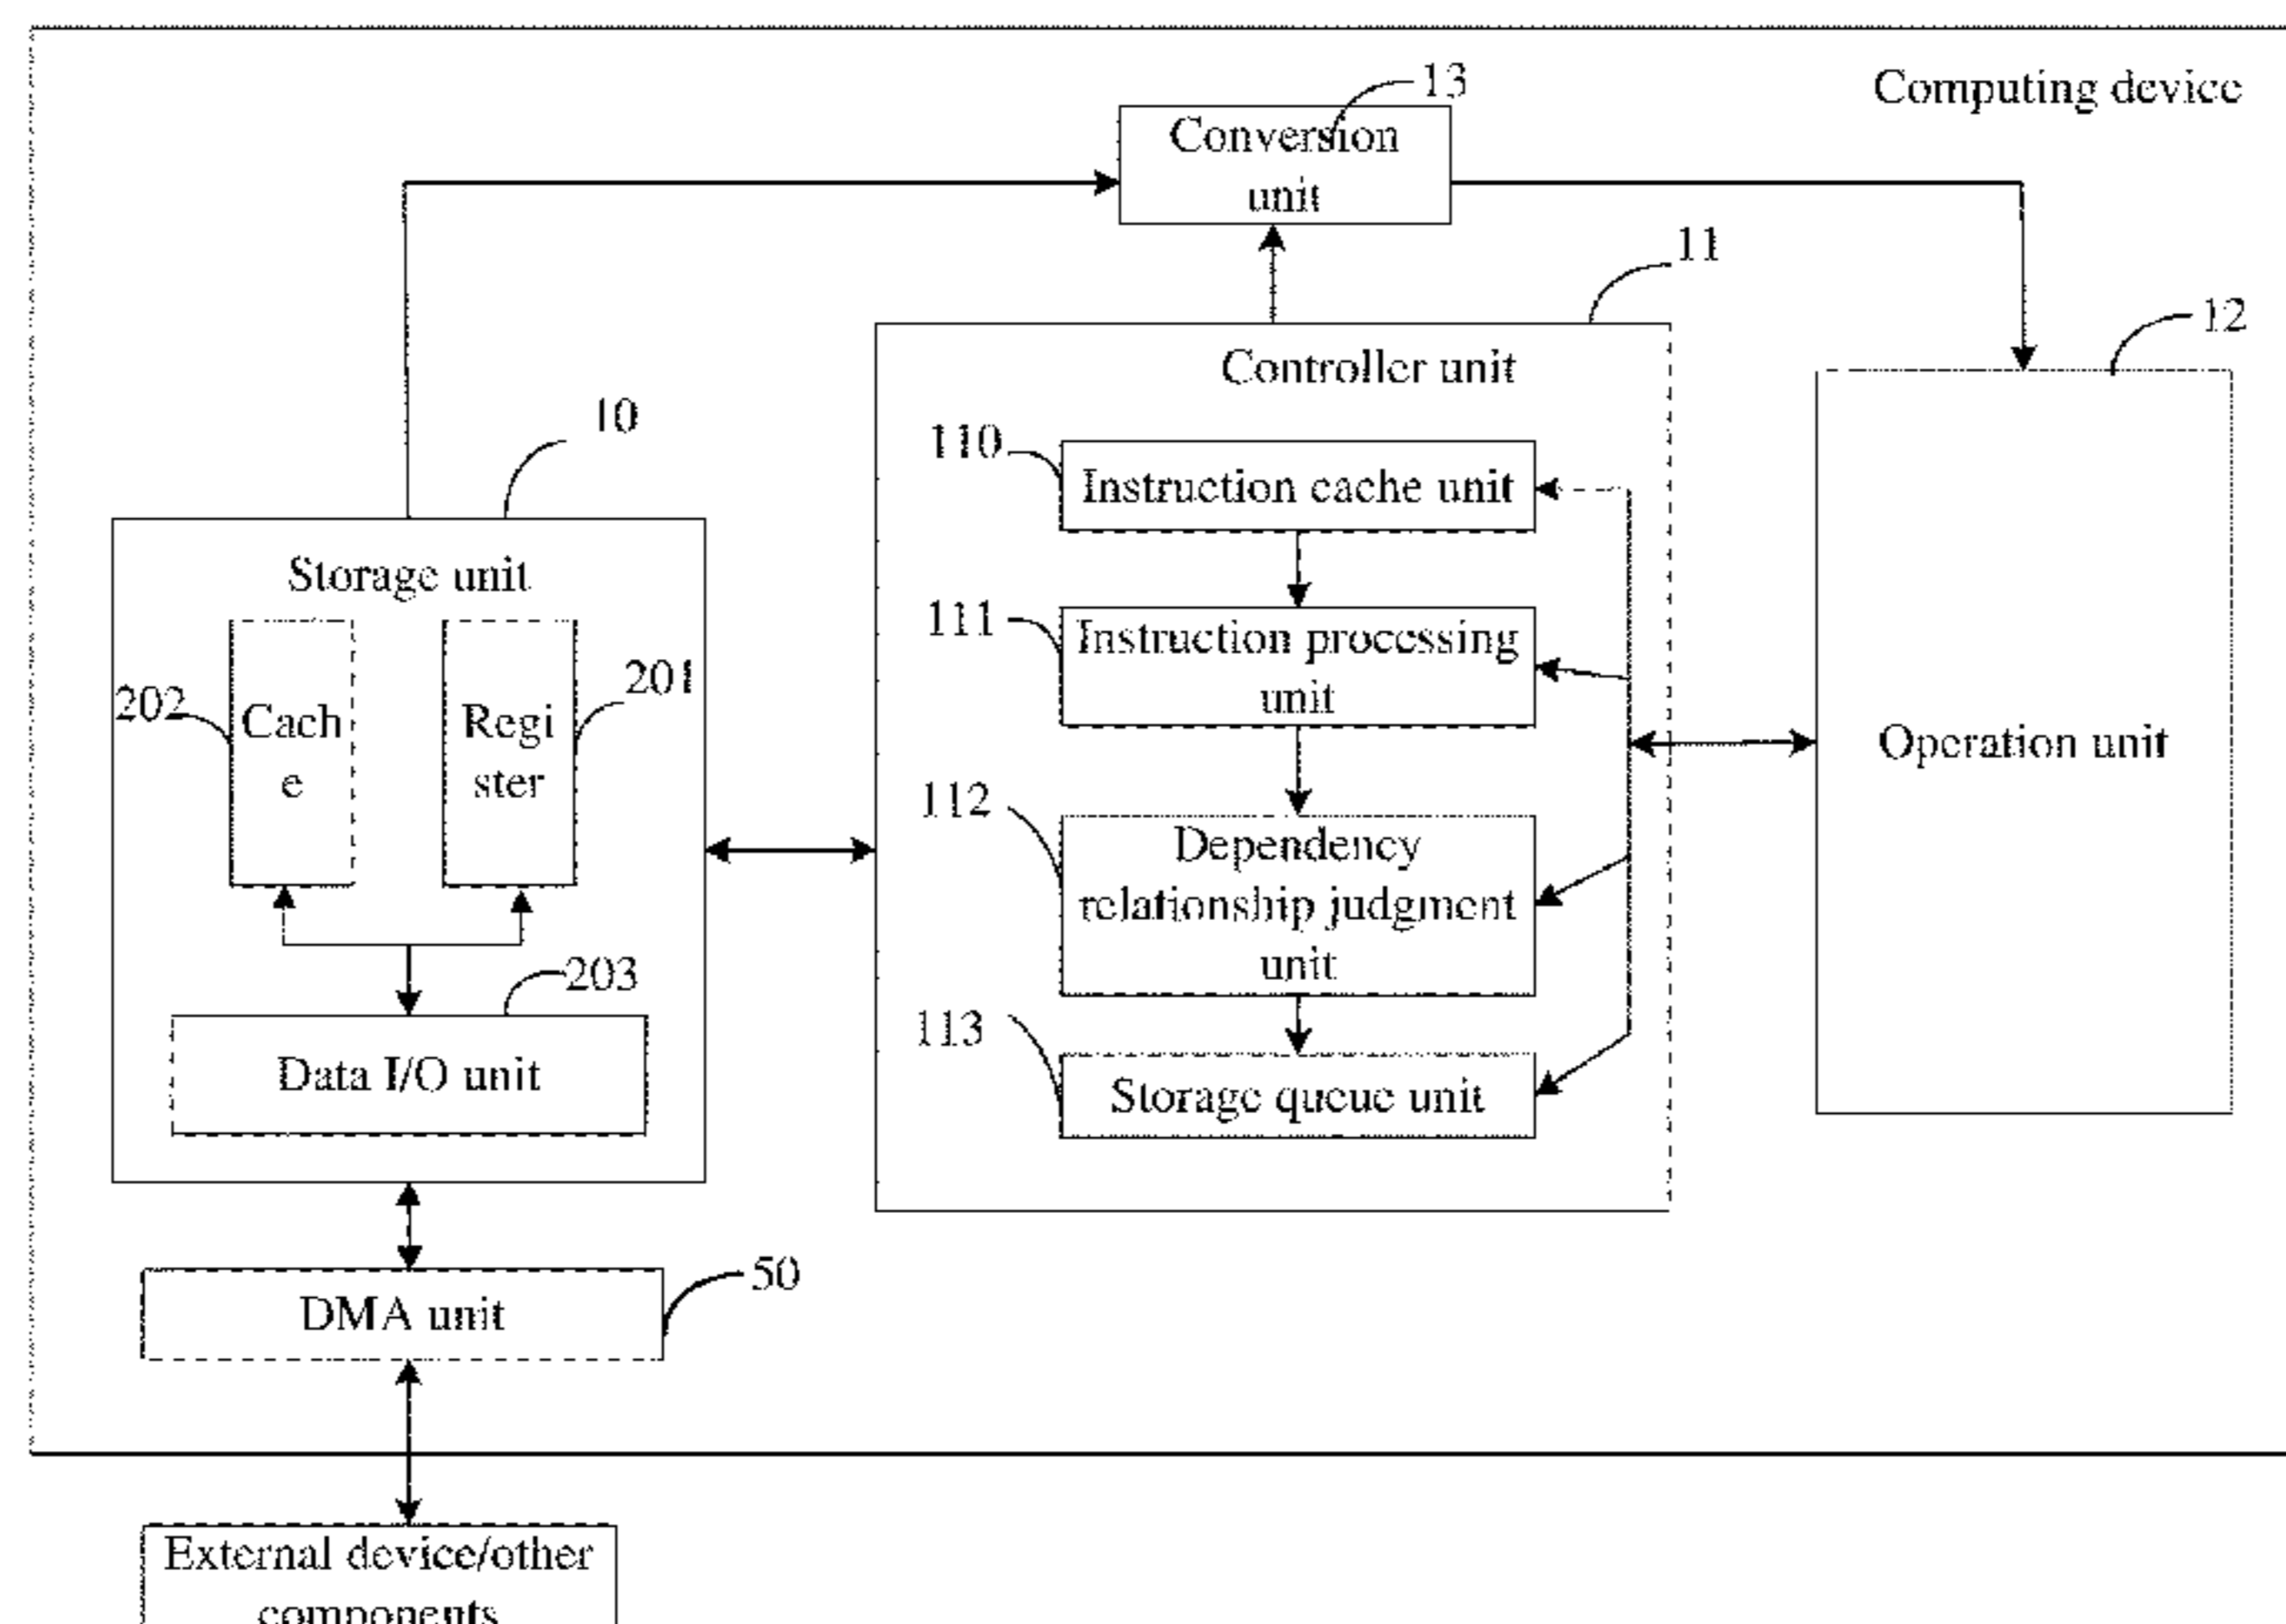 Computing device
13
Conversion
unit
11
12
Controller unit
10
110
Instruction cache unit
Storage unit
111
Instruction processing
unit
202
Cach
e
201
Regi
ster
Operation unit
112
Dependency
relationship judgment
unit
203
Data I/O unit
113
Storage queue unit
50
DMA unit
External device/other
components